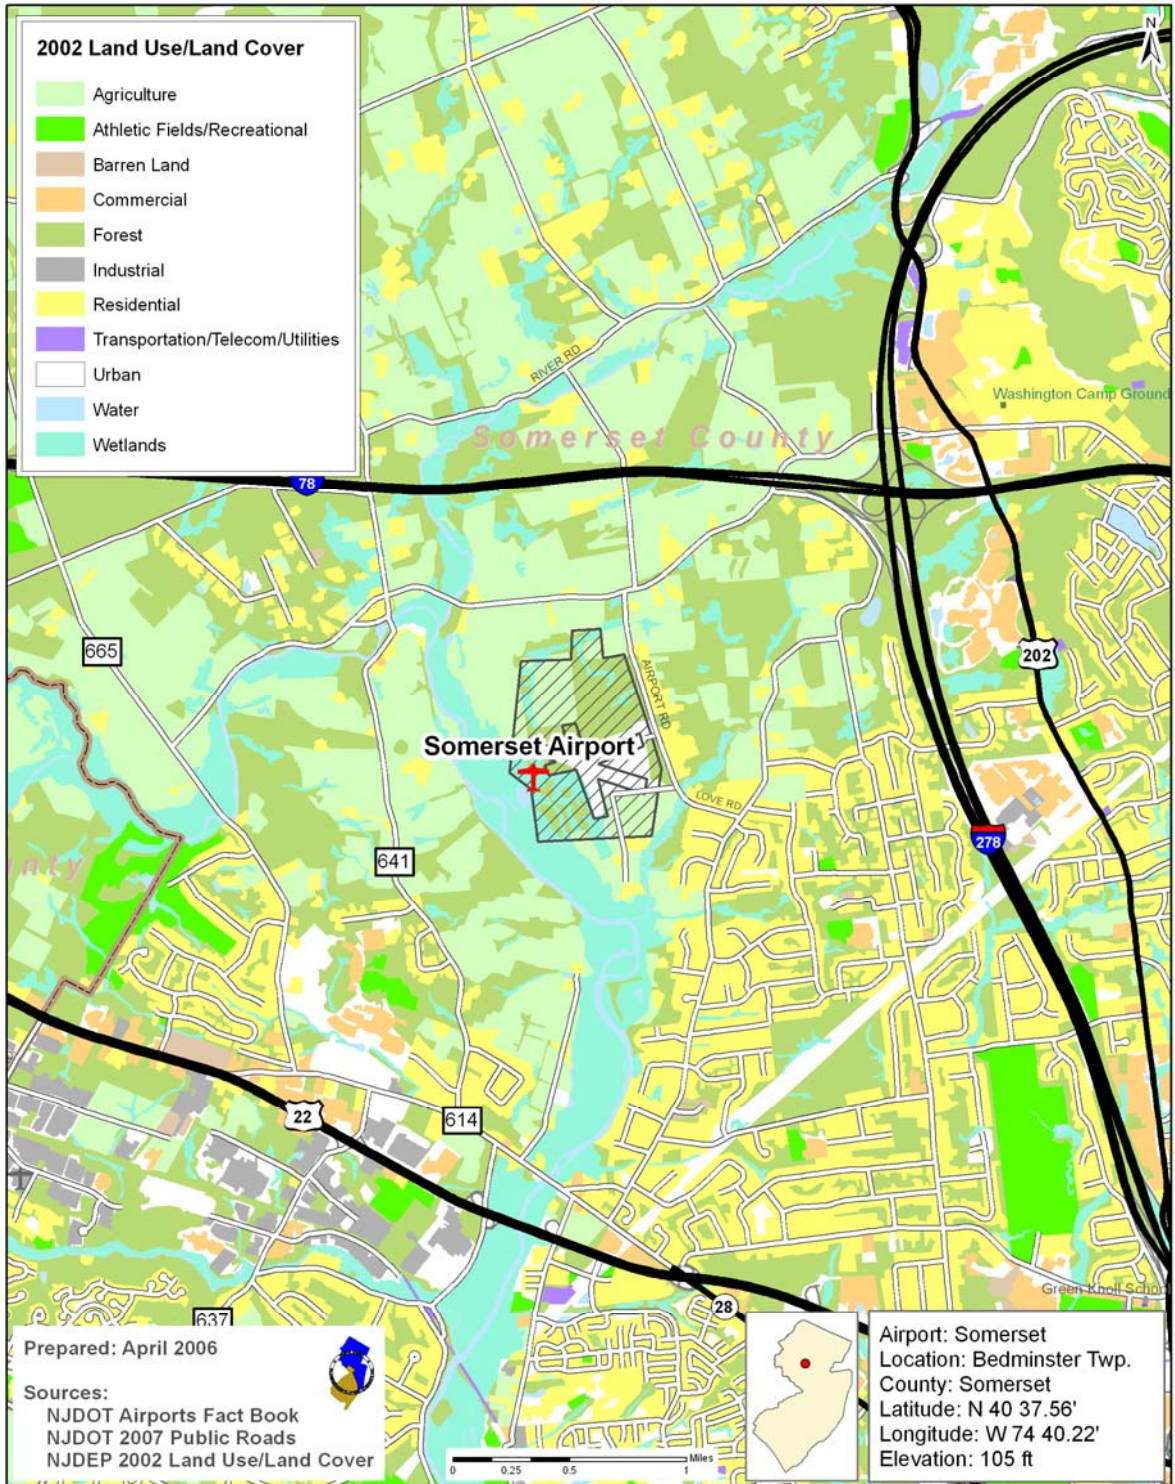 2002 Land Use/Land Cover
Agriculture
Athletic Fields/Recreational
Barren Land
Commercial
Forest
Industrial
Residential
Transportation/Telecom/Utilities
Urban
Water
Wetlands
N
RIVER RD
Washington Camp Ground
Somerset County
78
665
202
AIRPORT RD
Somerset Airport
LOVE RD
278
641
unty
22
614
Green Knoll School
28
637
Prepared: April 2006
Sources:
NJDOT Airports Fact Book
NJDOT 2007 Public Roads
NJDEP 2002 Land Use/Land Cover
Miles
0 0.25 0.5 1
Airport: Somerset
Location: Bedminster Twp.
County: Somerset
Latitude: N 40 37.56'
Longitude: W 74 40.22'
Elevation: 105 ft